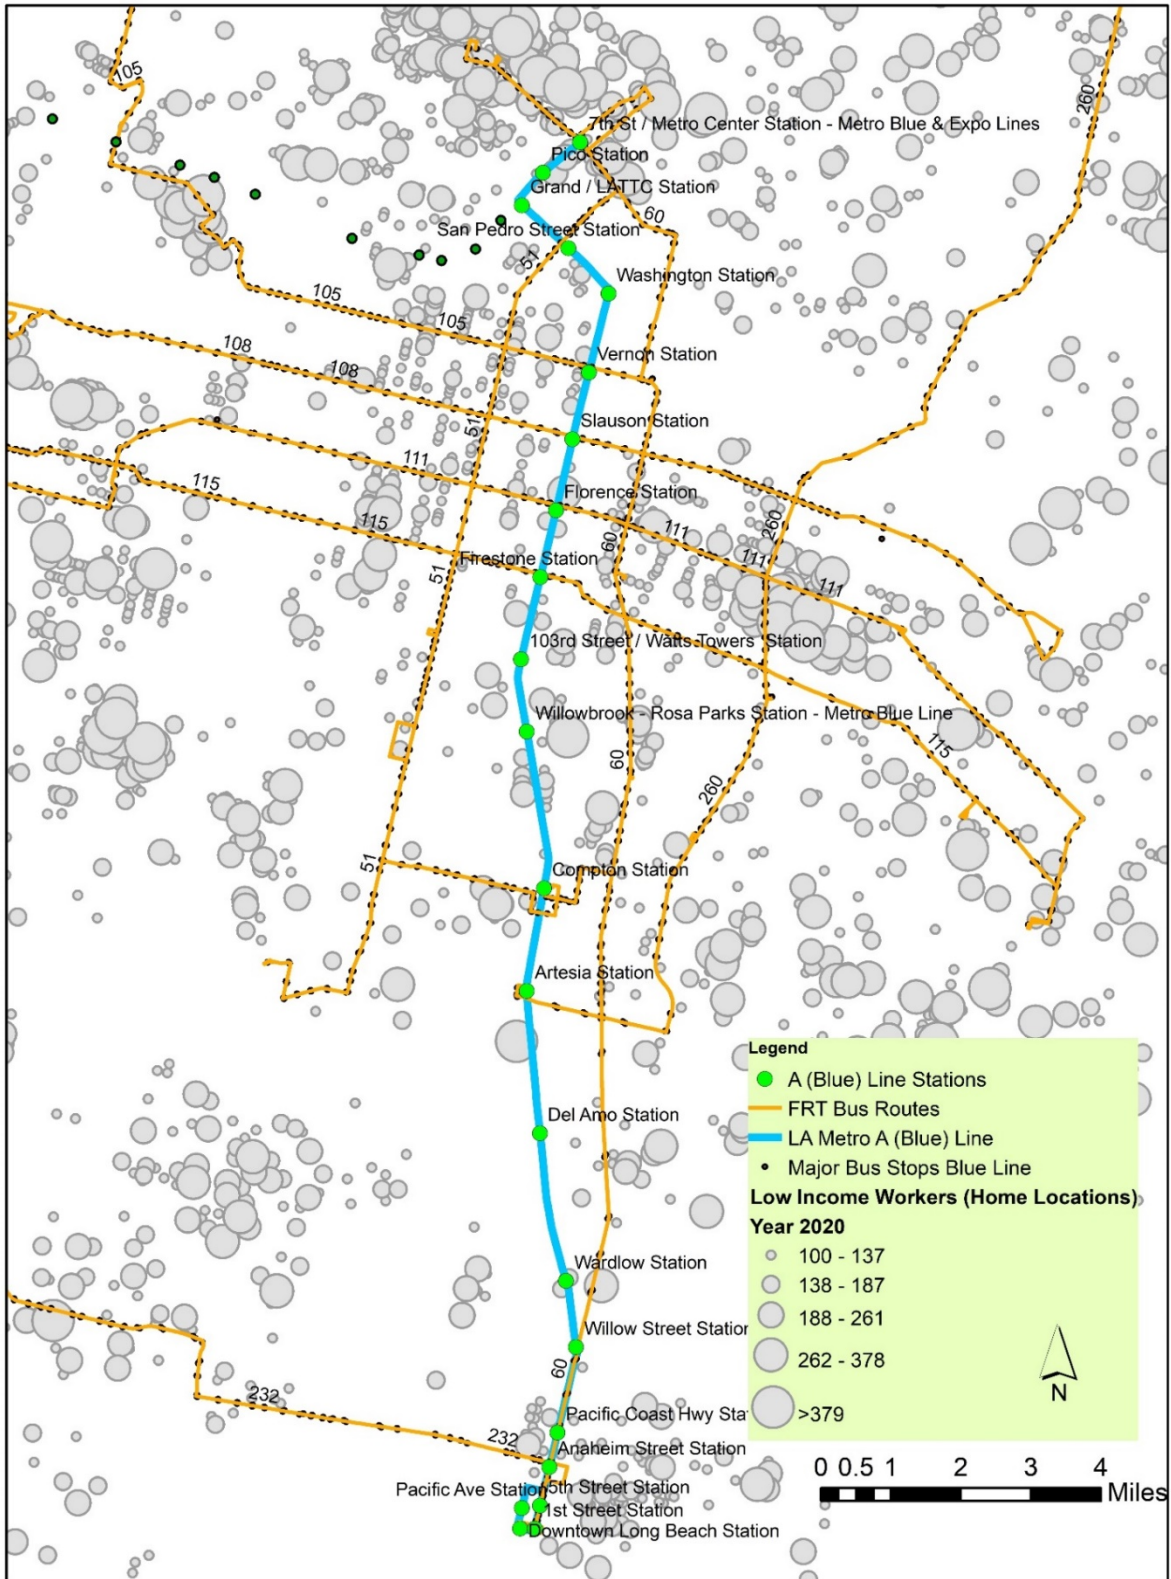 105
260
7th St / Metro Center Station - Metro Blue & Expo Lines
Pico Station
Grand / LATTC Station
60
San Pedro Street Station
51
Washington Station
105
105
108
108
Vernon Station
51
Slauson Station
111
115
Florence Station
115
260
111
60
111
111
Firestone Station
51
103rd Street / Watts Towers Station
Willowbrook - Rosa Parks Station - Metro Blue Line
115
60
260
51
Compton Station
Artesia Station
Del Amo Station
Wardlow Station
Willow Street Station
60
232
232
Pacific Coast Hwy Stat
Anaheim Street Station
Pacific Ave Station
5th Street Station
1st Street Station
Downtown Long Beach Station
Legend
A (Blue) Line Stations
FRT Bus Routes
LA Metro A (Blue) Line
Major Bus Stops Blue Line
Low Income Workers (Home Locations)
Year 2020
100 - 137
138 - 187
188 - 261
262 - 378
>379
N
0 0.5 1 2 3 4
Miles